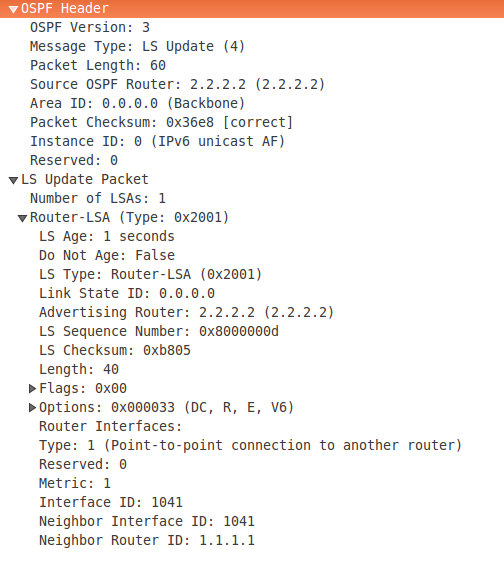 OSPF Header
OSPF Version: 3
Message Type: LS Update (4)
Packet Length: 60
Source OSPF Router: 2.2.2.2 (2.2.2.2)
Area ID: 0.0.0.0 (Backbone)
Packet Checksum: 0x36e8 [correct]
Instance ID: 0 (IPv6 unicast AF)
Reserved: 0
LS Update Packet
Number of LSAs: 1
Router-LSA (Type: 0x2001)
LS Age: 1 seconds
Do Not Age: False
LS Type: Router-LSA (0x2001)
Link State ID: 0.0.0.0
Advertising Router: 2.2.2.2 (2.2.2.2)
LS Sequence Number: 0x8000000d
LS Checksum: 0xb805
Length: 40
Flags: 0x00
Options: 0x000033 (DC, R, E, V6)
Router Interfaces:
Type: 1 (Point-to-point connection to another router)
Reserved: 0
Metric: 1
Interface ID: 1041
Neighbor Interface ID: 1041
Neighbor Router ID: 1.1.1.1